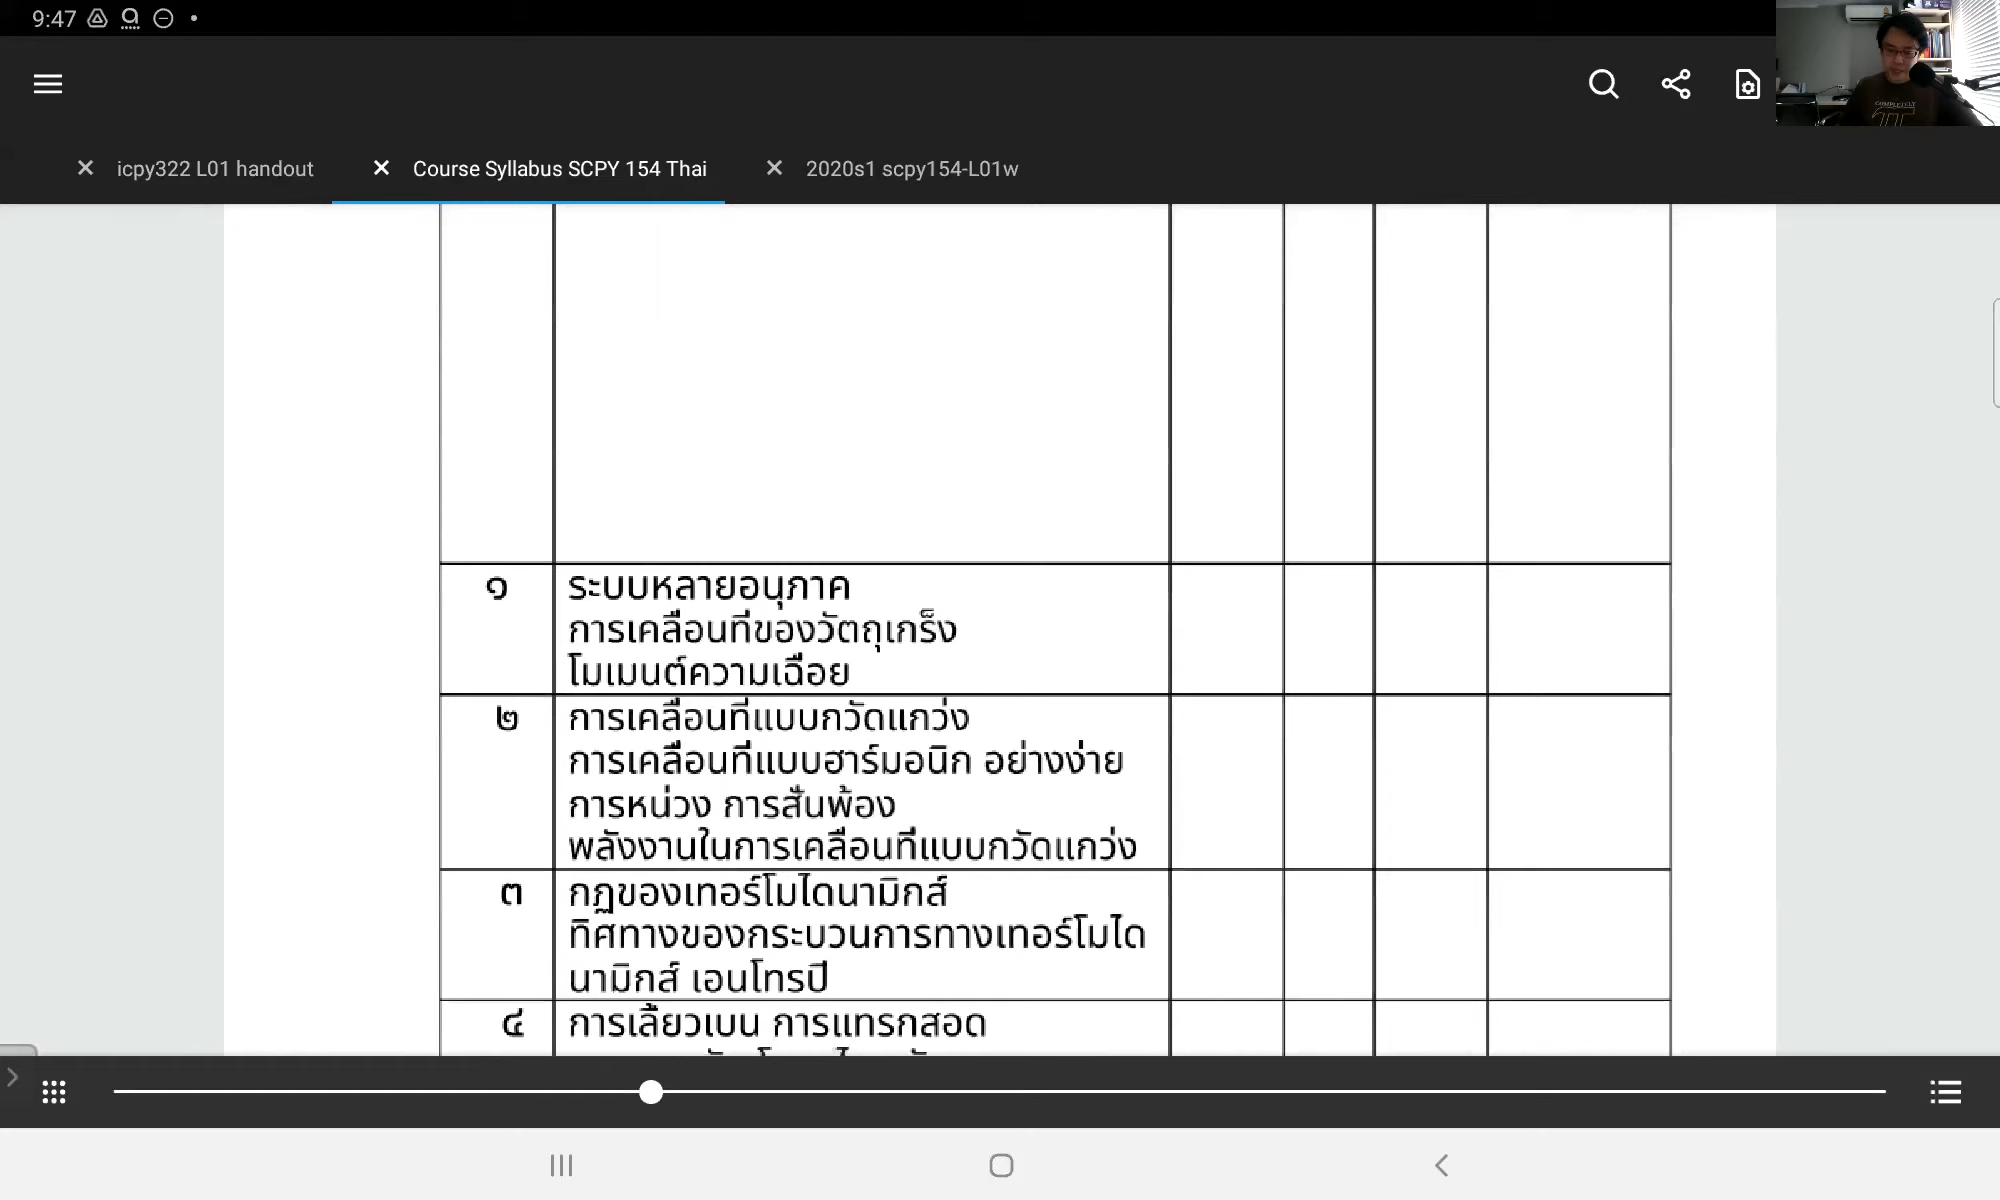 9:47
icpy322 L01 handout
Course Syllabus SCPY 154 Thai
2020s1 scpy154-L01w
COMPLETELY
๑
ระบบหลายอนุภาค
การเคลื่อนที่ของวัตถุเกร็ง
โมเมนต์ความเฉื่อย
๒
การเคลื่อนที่แบบกวัดแกว่ง
การเคลื่อนที่แบบฮาร์มอนิก อย่างง่าย
การหน่วง การสั่นพ้อง
พลังงานในการเคลื่อนที่แบบกวัดแกว่ง
๓
กฏของเทอร์โมไดนามิกส์
ทิศทางของกระบวนการทางเทอร์โมได
นามิกส์ เอนโทรปี
๔
การเลี้ยวเบน การแทรกสอด